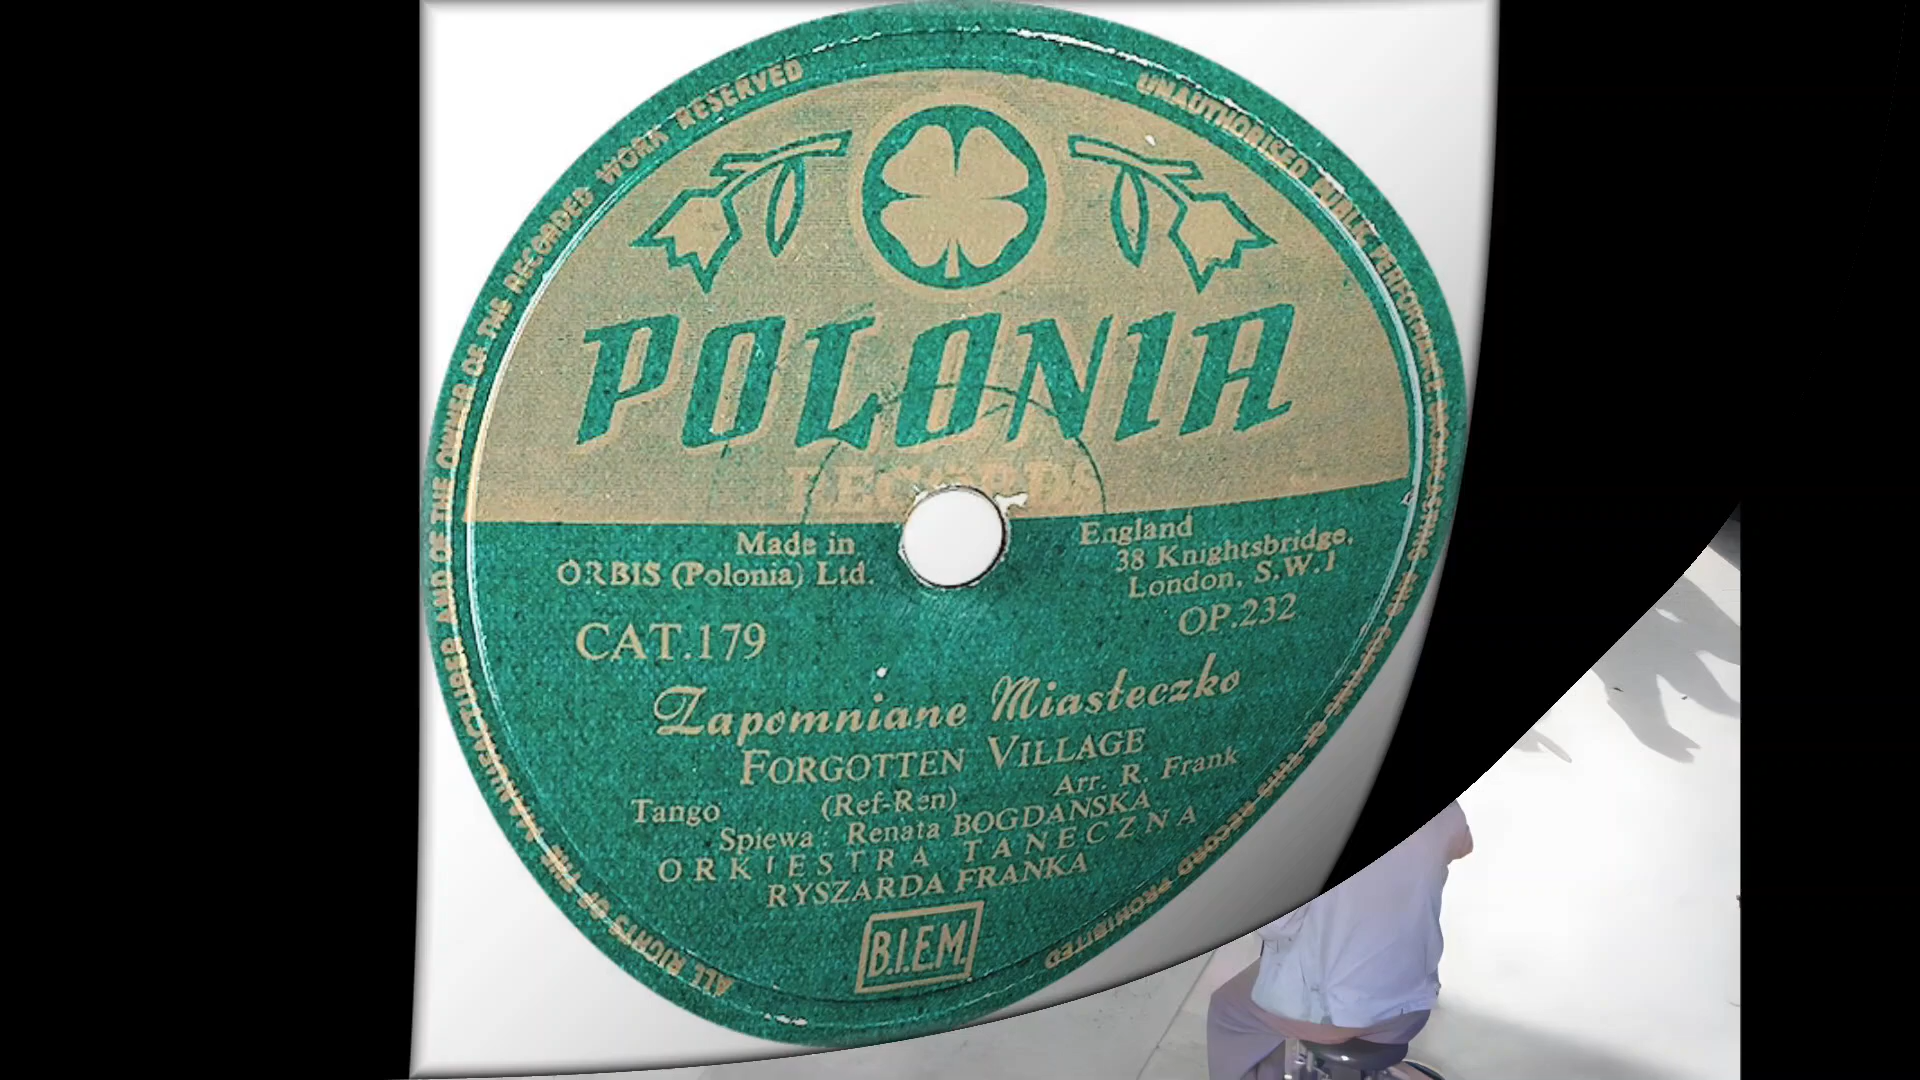 ALL RIGHTS OF THE MANUFACTURER AND OF THE OWNER OF THE RECORDED WORK RESERVED
UNAUTHORISED PUBLIC PERFORMANCE BROADCASTING AND COPYING OF THIS RECORD PROHIBITED
POLONIA
RECORDS
Made in England
ORBIS (Polonia) Ltd. 38 Knightsbridge,
London, S.W.1
CAT.179 OP.232
Zapomniane Miasteczko
FORGOTTEN VILLAGE
Tango (Ref-Ren) Arr. R. Frank
Spiewa: Renata BOGDANSKA
ORKIESTRA TANECZNA
RYSZARDA FRANKA
B.I.E.M.